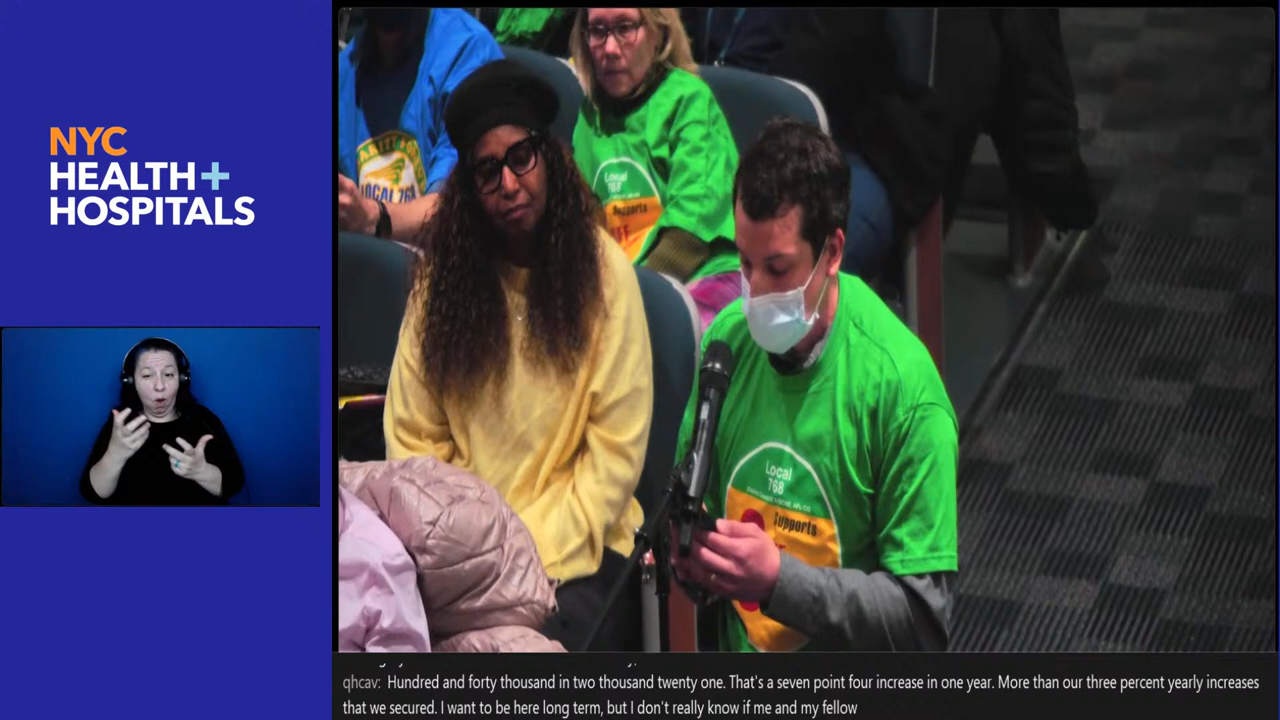 NYC
HEALTH+
HOSPITALS
LOCAL 768
Local
768
Supports
Local
768
Supports
qhcav: Hundred and forty thousand in two thousand twenty one. That's a seven point four increase in one year. More than our three percent yearly increases
that we secured. I want to be here long term, but I don't really know if me and my fellow